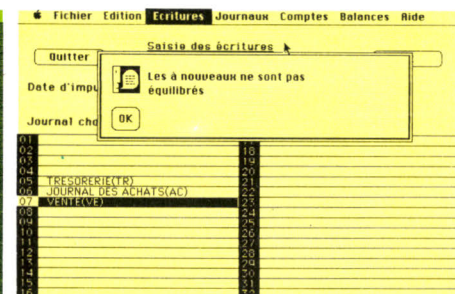 Fichier Edition Ecritures Journaux Comptes Balances Aide
Saisie des écritures
Quitter
Les à nouveaux ne sont pas
équilibrés
OK
Date d'impu
Journal cho
01
02
03
04
05 TRESORERIE(TR)
06 JOURNAL DES ACHATS(AC)
07 VENTE(VE)
08
09
10
11
12
13
14
15
16
18
19
20
21
22
23
24
25
26
27
28
29
30
31
32